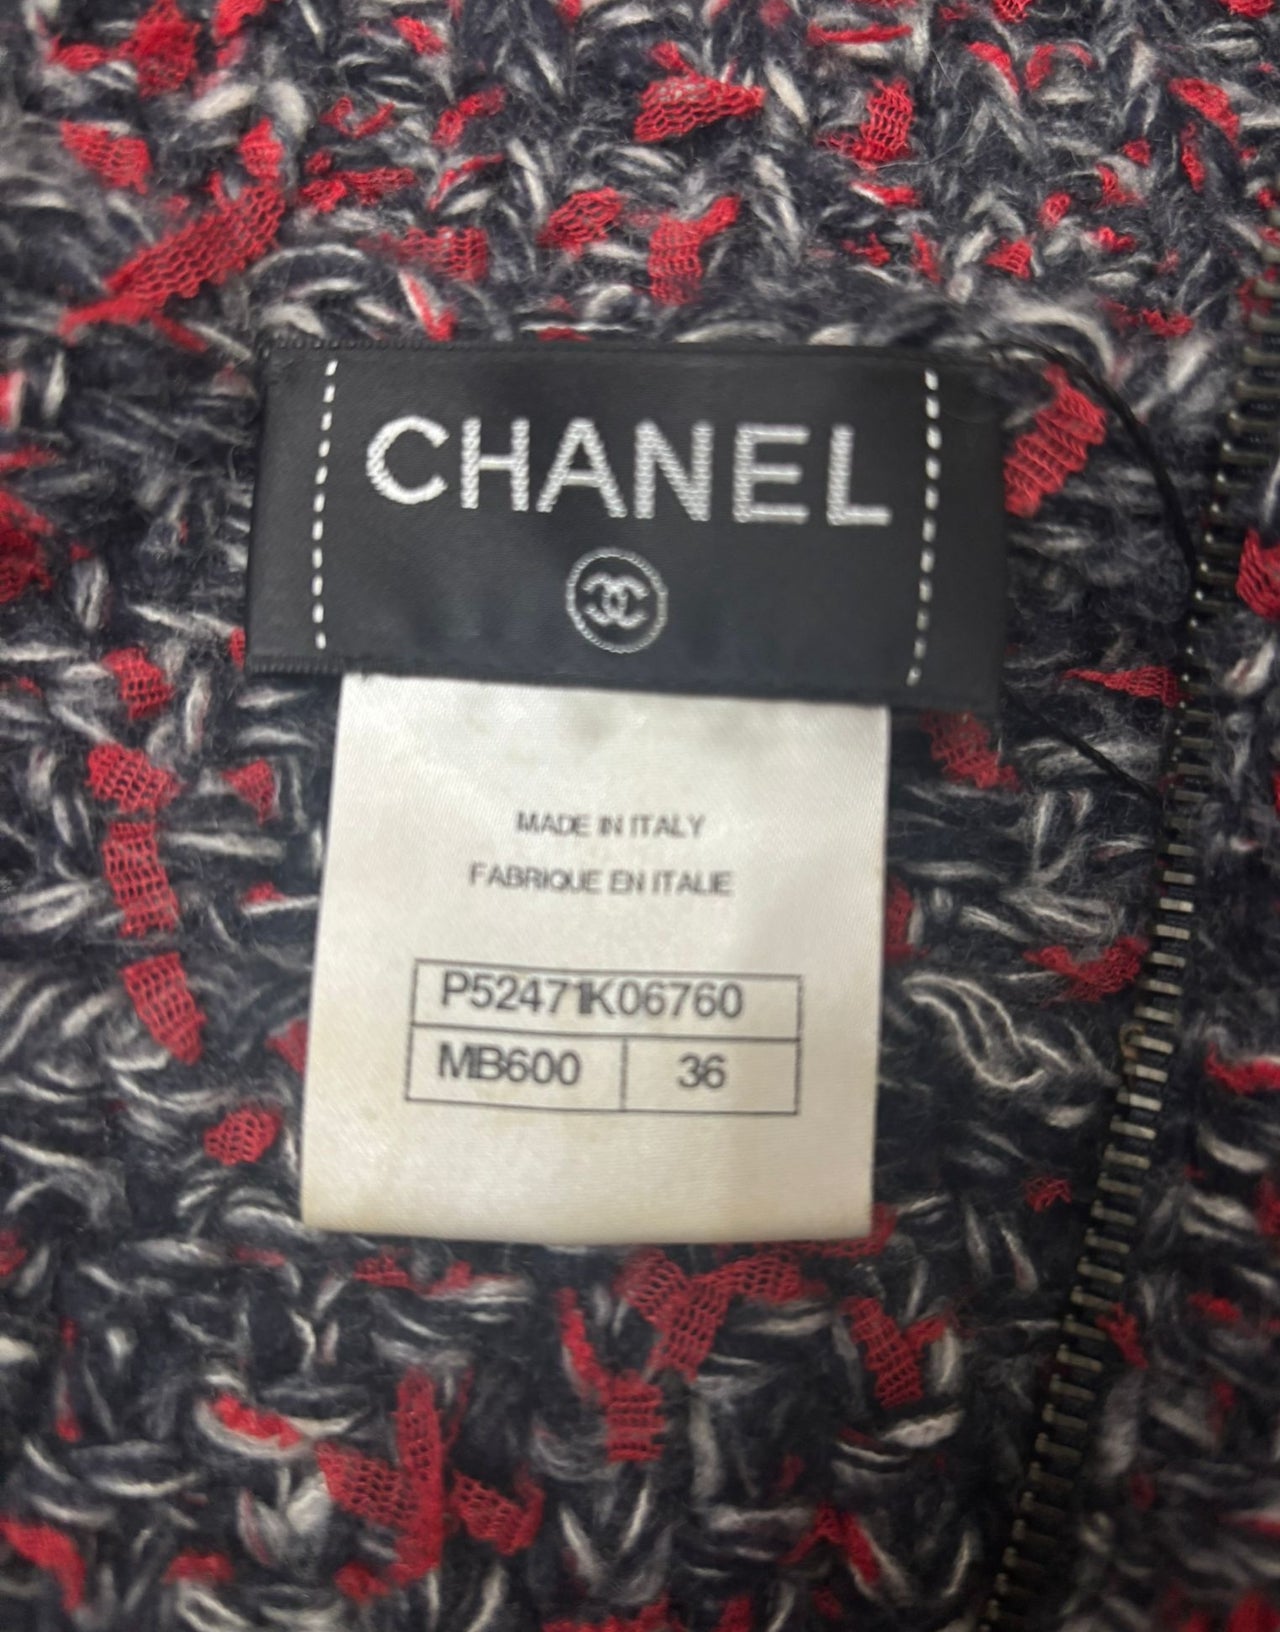 CHANEL
MADE IN ITALY
FABRIQUE EN ITALIE
P52471K06760
MB600 36